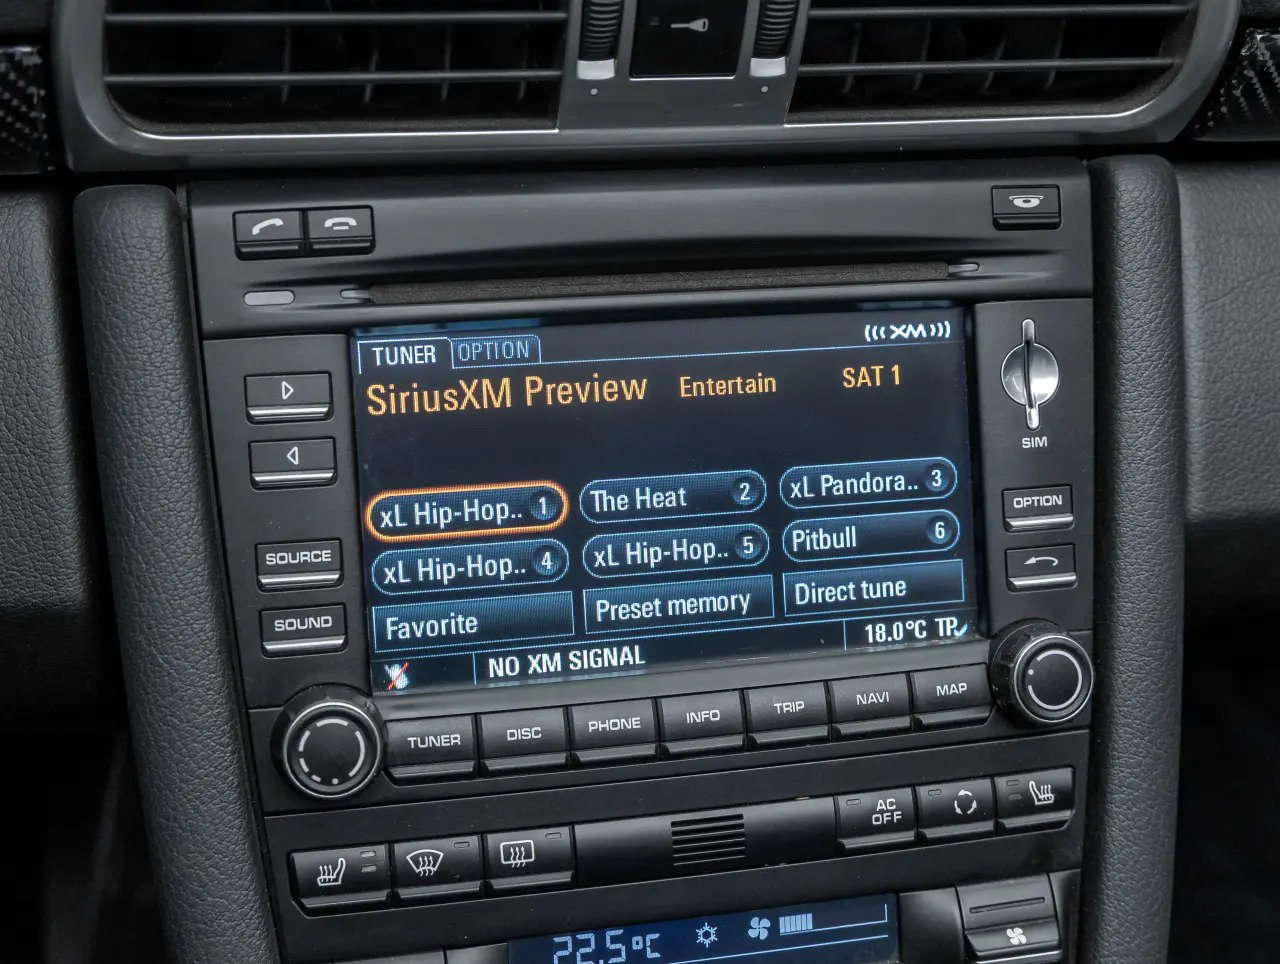 (((XM)))
TUNER OPTION
SiriusXM Preview Entertain SAT 1
SIM
xL Hip-Hop.. 1 The Heat 2 xL Pandora.. 3
OPTION
xL Hip-Hop.. 4 xL Hip-Hop.. 5 Pitbull 6
SOURCE
Favorite Preset memory Direct tune
SOUND
NO XM SIGNAL 18.0°C TP
TUNER DISC PHONE INFO TRIP NAVI MAP
AC
OFF
22.5°C